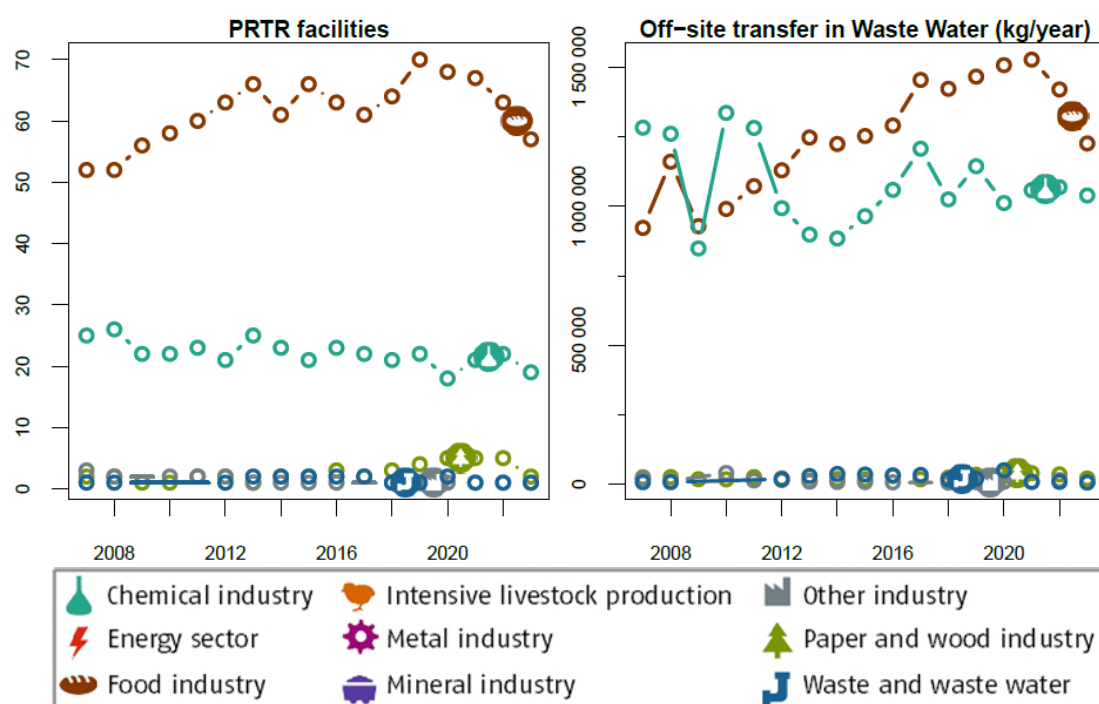 PRTR facilities
Off−site transfer in Waste Water (kg/year)
70
60
50
40
30
20
10
0
2008 2012 2016 2020
1 500 000
1 000 000
500 000
0
2008 2012 2016 2020
Chemical industry Intensive livestock production Other industry
Energy sector Metal industry Paper and wood industry
Food industry Mineral industry Waste and waste water